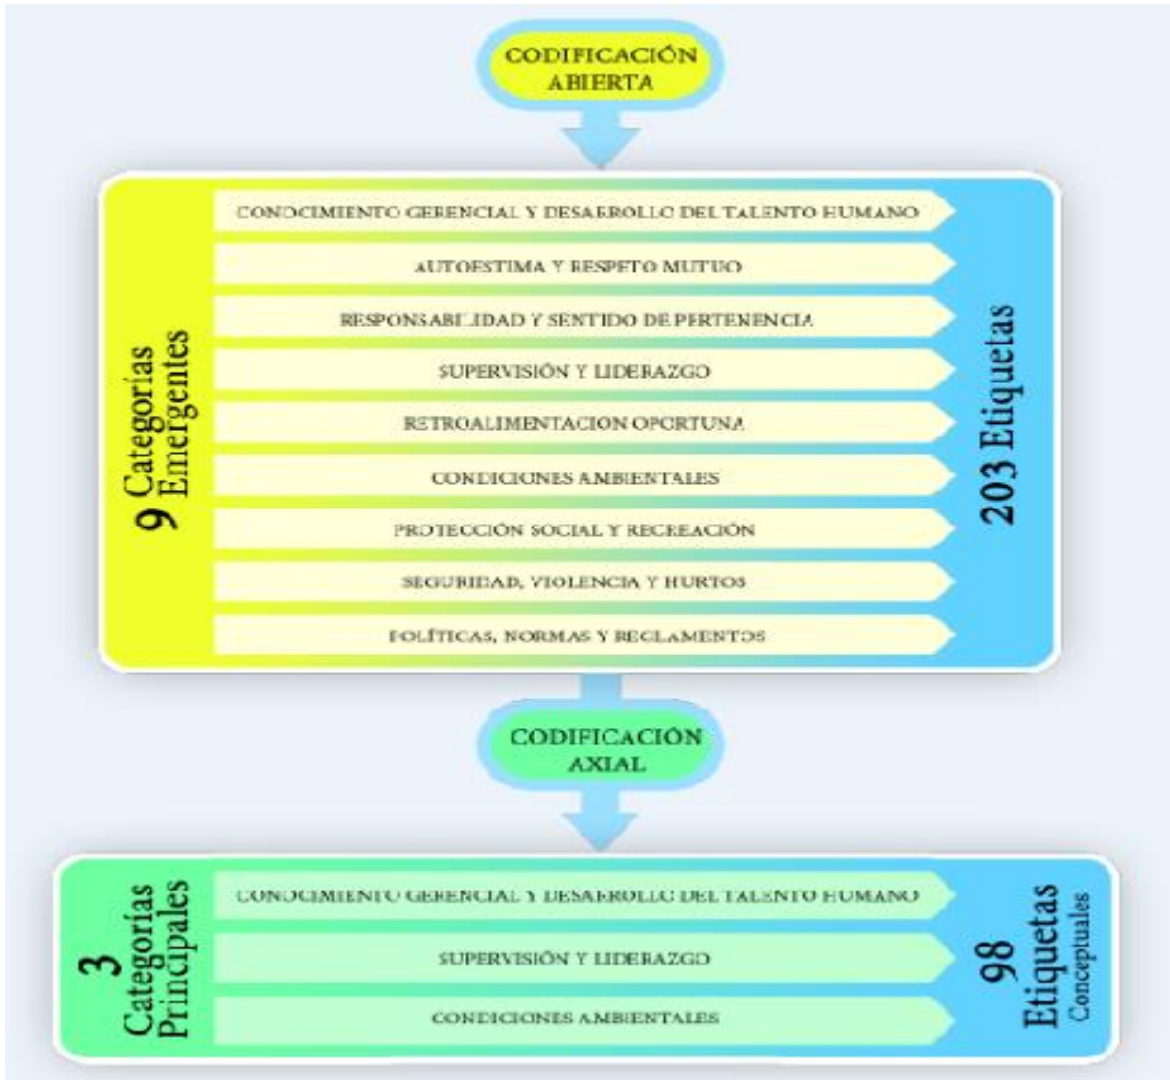 CODIFICACIÓN
ABIERTA
9 Categorías
Emergentes
CONOCIMIENTO GERENCIAL Y DESARROLLO DEL TALENTO HUMANO
AUTOESTIMA Y RESPETO MUTUO
RESPONSABILIDAD Y SENTIDO DE PERTENENCIA
SUPERVISIÓN Y LIDERAZGO
RETROALIMENTACION OPORTUNA
CONDICIONES AMBIENTALES
PROTECCIÓN SOCIAL Y RECREACIÓN
SEGURIDAD, VIOLENCIA Y HURTOS
POLÍTICAS, NORMAS Y REGLAMENTOS
203 Etiquetas
CODIFICACIÓN
AXIAL
3
Categorías
Principales
CONOCIMIENTO GERENCIAL Y DESARROLLO DEL TALENTO HUMANO
SUPERVISIÓN Y LIDERAZGO
CONDICIONES AMBIENTALES
98
Etiquetas
Conceptuales